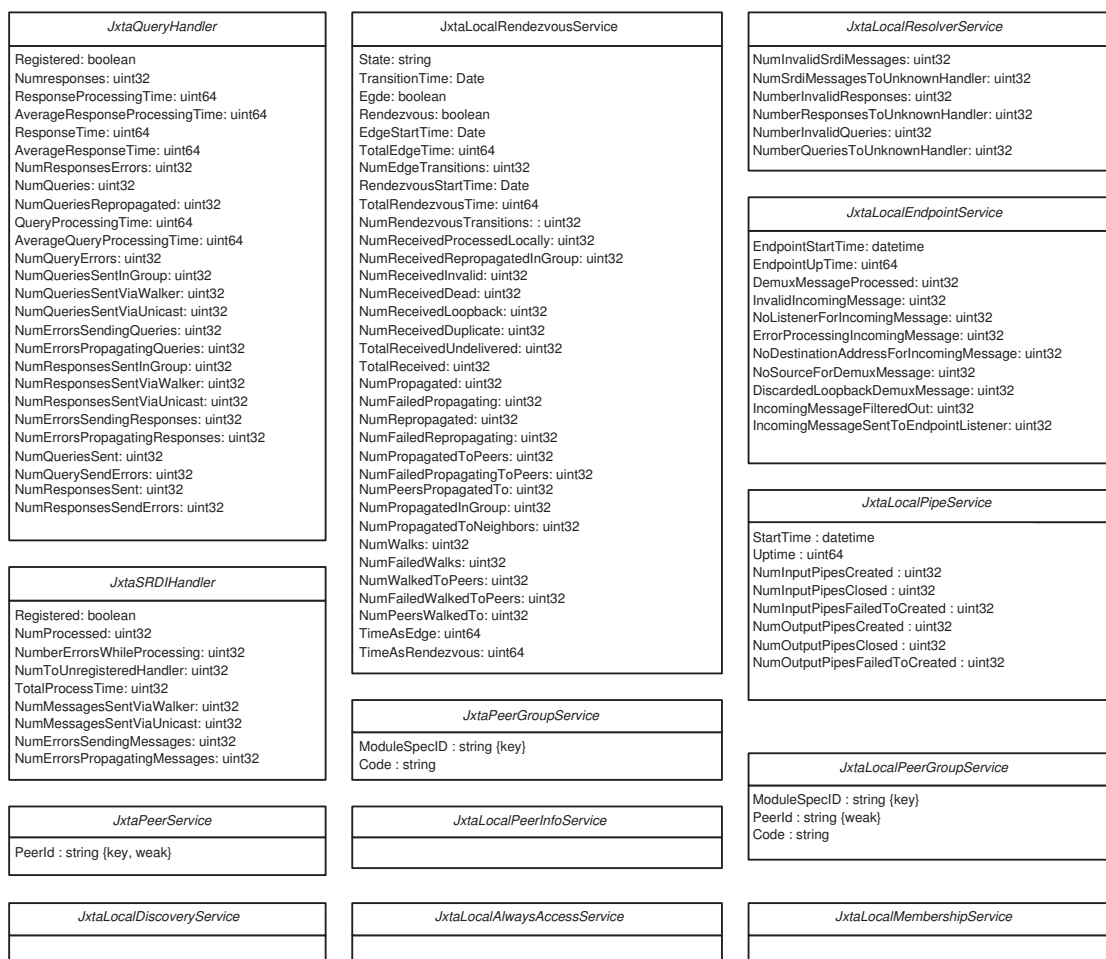 JxtaQueryHandler
Registered: boolean
Numresponses: uint32
ResponseProcessingTime: uint64
AverageResponseProcessingTime: uint64
ResponseTime: uint64
AverageResponseTime: uint64
NumResponsesErrors: uint32
NumQueries: uint32
NumQueriesRepropagated: uint32
QueryProcessingTime: uint64
AverageQueryProcessingTime: uint64
NumQueryErrors: uint32
NumQueriesSentInGroup: uint32
NumQueriesSentViaWalker: uint32
NumQueriesSentViaUnicast: uint32
NumErrorsSendingQueries: uint32
NumErrorsPropagatingQueries: uint32
NumResponsesSentInGroup: uint32
NumResponsesSentViaWalker: uint32
NumResponsesSentViaUnicast: uint32
NumErrorsSendingResponses: uint32
NumErrorsPropagatingResponses: uint32
NumQueriesSent: uint32
NumQuerySendErrors: uint32
NumResponsesSent: uint32
NumResponsesSendErrors: uint32
JxtaSRDIHandler
Registered: boolean
NumProcessed: uint32
NumberErrorsWhileProcessing: uint32
NumToUnregisteredHandler: uint32
TotalProcessTime: uint32
NumMessagesSentViaWalker: uint32
NumMessagesSentViaUnicast: uint32
NumErrorsSendingMessages: uint32
NumErrorsPropagatingMessages: uint32
JxtaPeerService
PeerId : string {key, weak}
JxtaLocalDiscoveryService
JxtaLocalRendezvousService
State: string
TransitionTime: Date
Egde: boolean
Rendezvous: boolean
EdgeStartTime: Date
TotalEdgeTime: uint64
NumEdgeTransitions: uint32
RendezvousStartTime: Date
TotalRendezvousTime: uint64
NumRendezvousTransitions: : uint32
NumReceivedProcessedLocally: uint32
NumReceivedRepropagatedInGroup: uint32
NumReceivedInvalid: uint32
NumReceivedDead: uint32
NumReceivedLoopback: uint32
NumReceivedDuplicate: uint32
TotalReceivedUndelivered: uint32
TotalReceived: uint32
NumPropagated: uint32
NumFailedPropagating: uint32
NumRepropagated: uint32
NumFailedRepropagating: uint32
NumPropagatedToPeers: uint32
NumFailedPropagatingToPeers: uint32
NumPeersPropagatedTo: uint32
NumPropagatedInGroup: uint32
NumPropagatedToNeighbors: uint32
NumWalks: uint32
NumFailedWalks: uint32
NumWalkedToPeers: uint32
NumFailedWalkedToPeers: uint32
NumPeersWalkedTo: uint32
TimeAsEdge: uint64
TimeAsRendezvous: uint64
JxtaPeerGroupService
ModuleSpecID : string {key}
Code : string
JxtaLocalPeerInfoService
JxtaLocalAlwaysAccessService
JxtaLocalResolverService
NumInvalidSrdiMessages: uint32
NumSrdiMessagesToUnknownHandler: uint32
NumberInvalidResponses: uint32
NumberResponsesToUnknownHandler: uint32
NumberInvalidQueries: uint32
NumberQueriesToUnknownHandler: uint32
JxtaLocalEndpointService
EndpointStartTime: datetime
EndpointUpTime: uint64
DemuxMessageProcessed: uint32
InvalidIncomingMessage: uint32
NoListenerForIncomingMessage: uint32
ErrorProcessingIncomingMessage: uint32
NoDestinationAddressForIncomingMessage: uint32
NoSourceForDemuxMessage: uint32
DiscardedLoopbackDemuxMessage: uint32
IncomingMessageFilteredOut: uint32
IncomingMessageSentToEndpointListener: uint32
JxtaLocalPipeService
StartTime : datetime
Uptime : uint64
NumInputPipesCreated : uint32
NumInputPipesClosed : uint32
NumInputPipesFailedToCreated : uint32
NumOutputPipesCreated : uint32
NumOutputPipesClosed : uint32
NumOutputPipesFailedToCreated : uint32
JxtaLocalPeerGroupService
ModuleSpecID : string {key}
PeerId : string {weak}
Code : string
JxtaLocalMembershipService